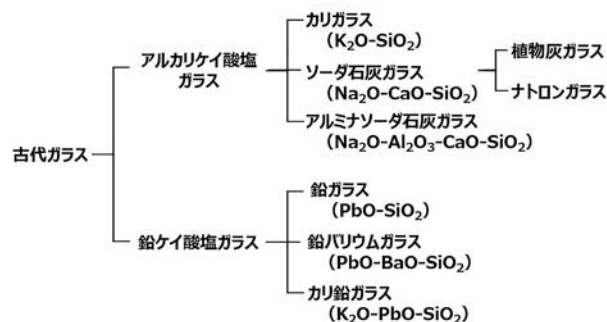 カリガラス
（K₂O-SiO₂）
アルカリケイ酸塩
ガラス
ソーダ石灰ガラス
（Na₂O-CaO-SiO₂）
植物灰ガラス
ナトロンガラス
アルミナソーダ石灰ガラス
（Na₂O-Al₂O₃-CaO-SiO₂）
古代ガラス
鉛ケイ酸塩ガラス
鉛ガラス
（PbO-SiO₂）
鉛バリウムガラス
（PbO-BaO-SiO₂）
カリ鉛ガラス
（K₂O-PbO-SiO₂）